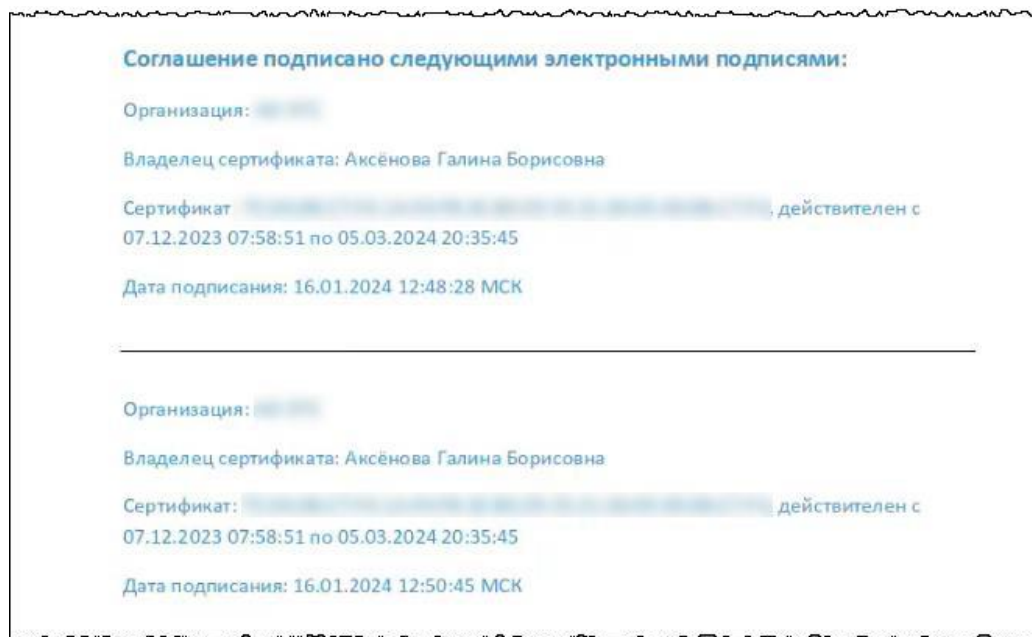 Соглашение подписано следующими электронными подписями:
Организация:
Владелец сертификата: Аксёнова Галина Борисовна
Сертификат , действителен с
07.12.2023 07:58:51 по 05.03.2024 20:35:45
Дата подписания: 16.01.2024 12:48:28 МСК
Организация:
Владелец сертификата: Аксёнова Галина Борисовна
Сертификат: , действителен с
07.12.2023 07:58:51 по 05.03.2024 20:35:45
Дата подписания: 16.01.2024 12:50:45 МСК